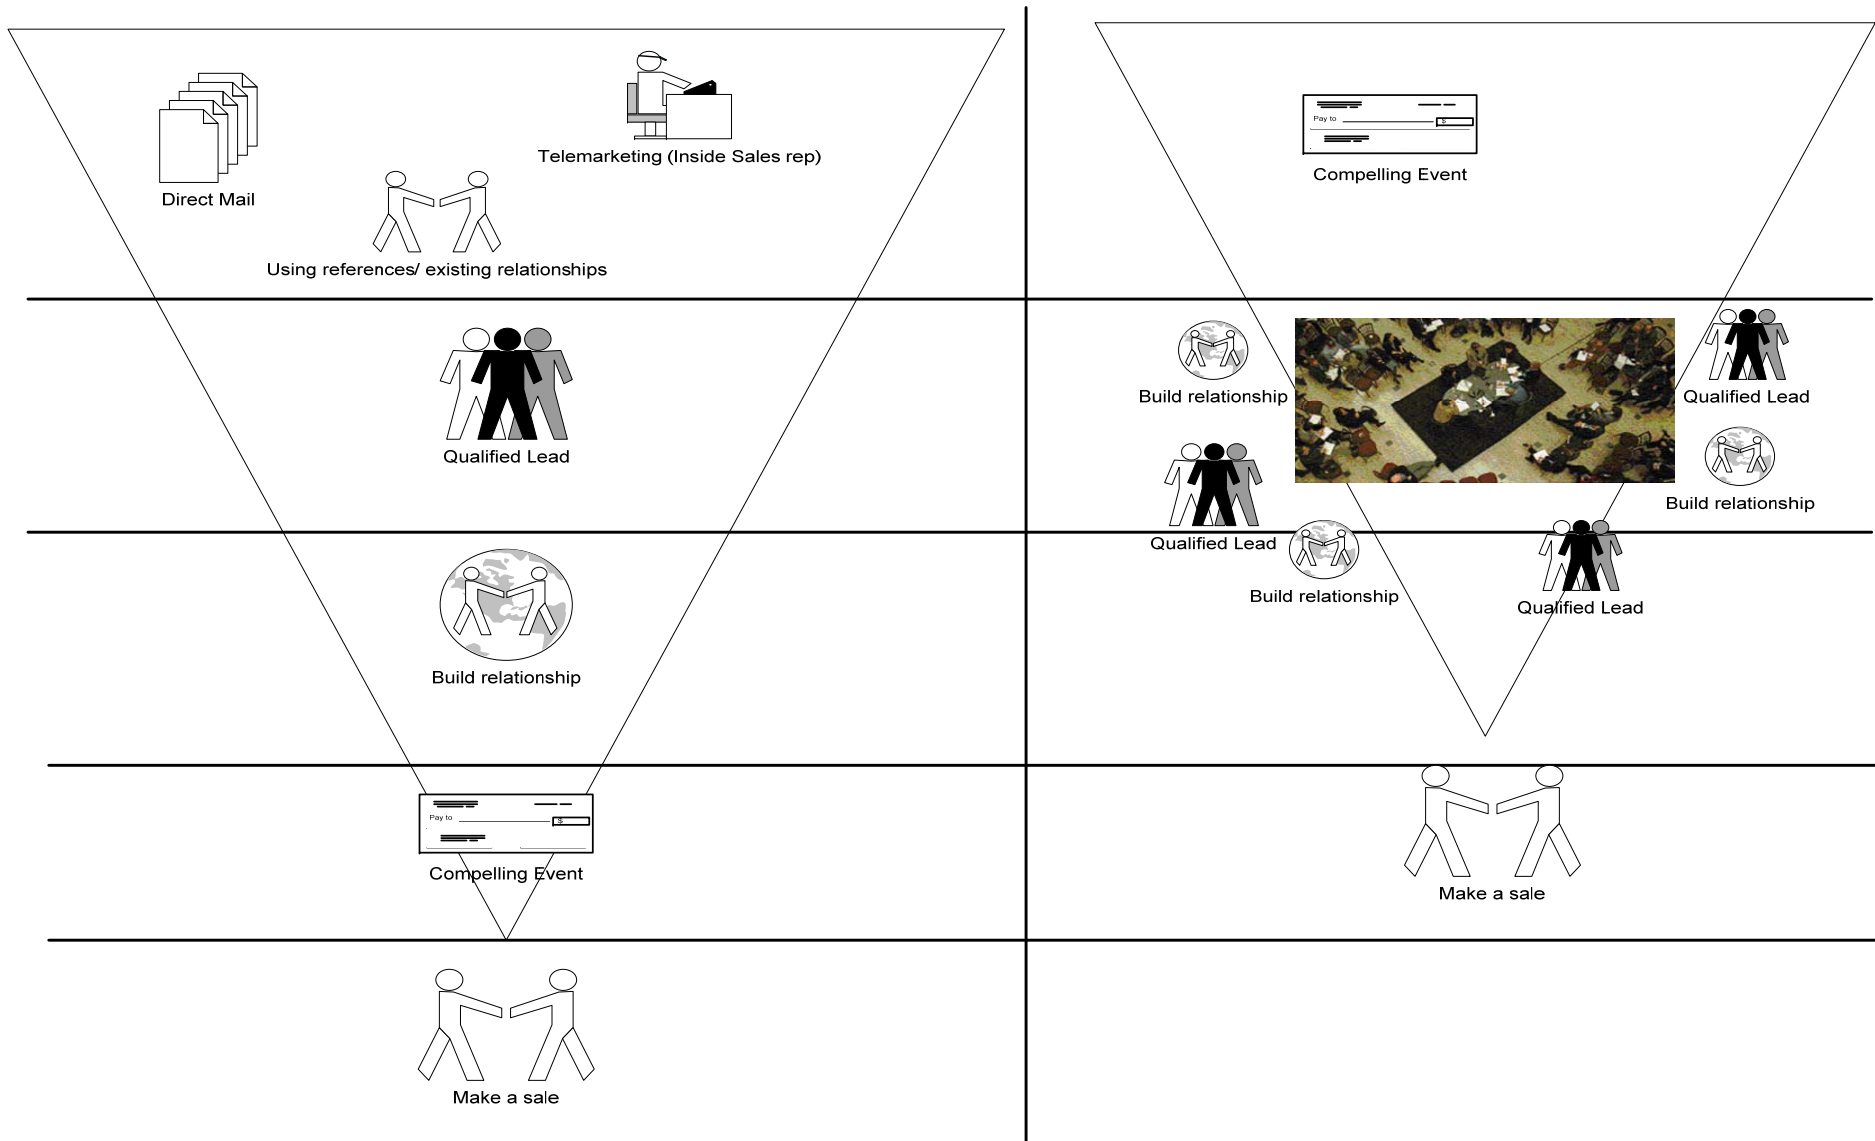 Direct Mail
Telemarketing (Inside Sales rep)
Using references/ existing relationships
Qualified Lead
Build relationship
Pay to
$
Compelling Event
Make a sale
Pay to
$
Compelling Event
Build relationship
Qualified Lead
Qualified Lead
Build relationship
Build relationship
Qualified Lead
Make a sale